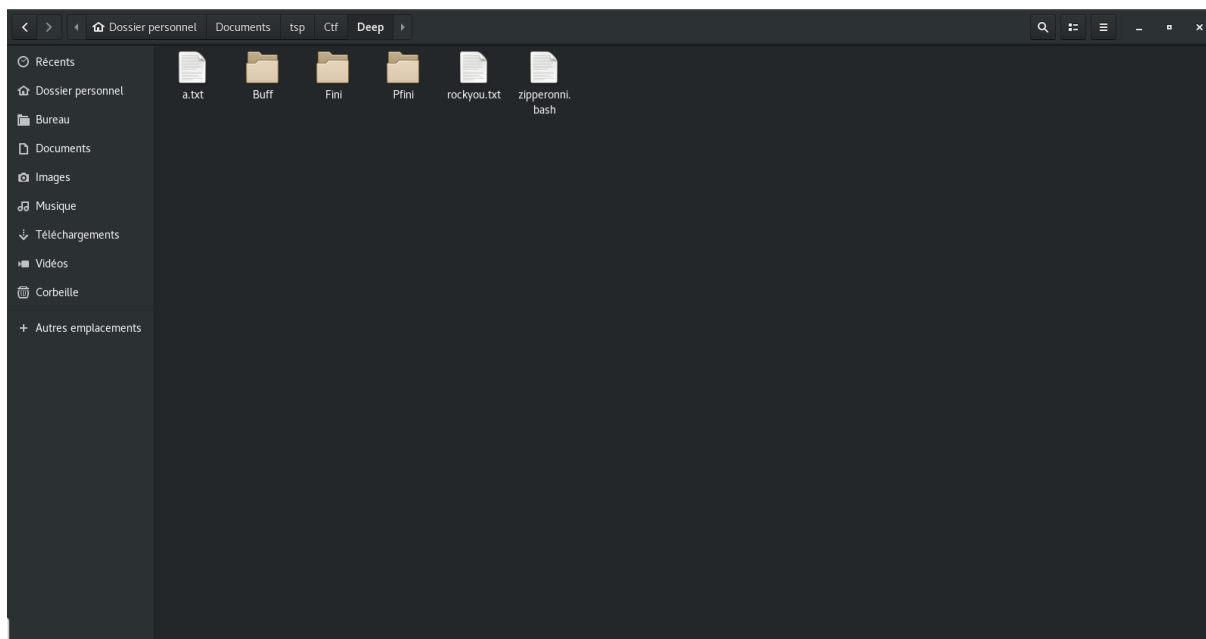 Dossier personnel Documents tsp Ctf Deep
Récents
Dossier personnel
Bureau
Documents
Images
Musique
Téléchargements
Vidéos
Corbeille
+ Autres emplacements
a.txt Buff Fini Pfini rockyou.txt zipperonni.
bash